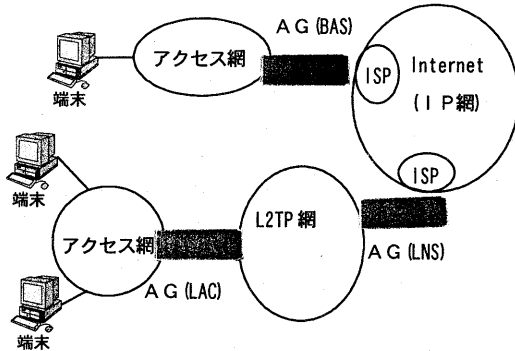 AG(BAS)
アクセス網
ISP
Internet
(IP網)
端末
ISP
L2TP網
アクセス網
AG(LNS)
AG(LAC)
端末
端末